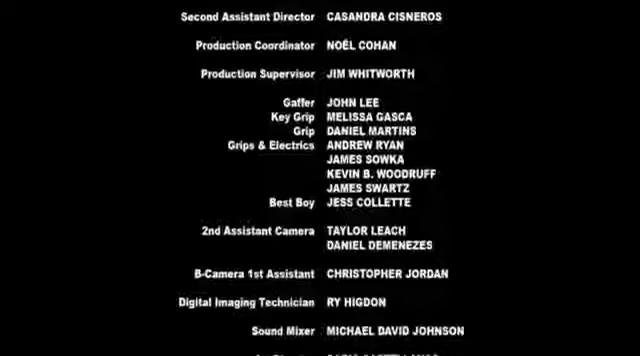 Second Assistant Director CASANDRA CISNEROS
Production Coordinator NOËL COHAN
Production Supervisor JIM WHITWORTH
Gaffer JOHN LEE
Key Grip MELISSA GASCA
Grip DANIEL MARTINS
Grips & Electrics ANDREW RYAN
JAMES SOWKA
KEVIN B. WOODRUFF
JAMES SWARTZ
Best Boy JESS COLLETTE
2nd Assistant Camera TAYLOR LEACH
DANIEL DEMENEZES
B-Camera 1st Assistant CHRISTOPHER JORDAN
Digital Imaging Technician RY HIGDON
Sound Mixer MICHAEL DAVID JOHNSON